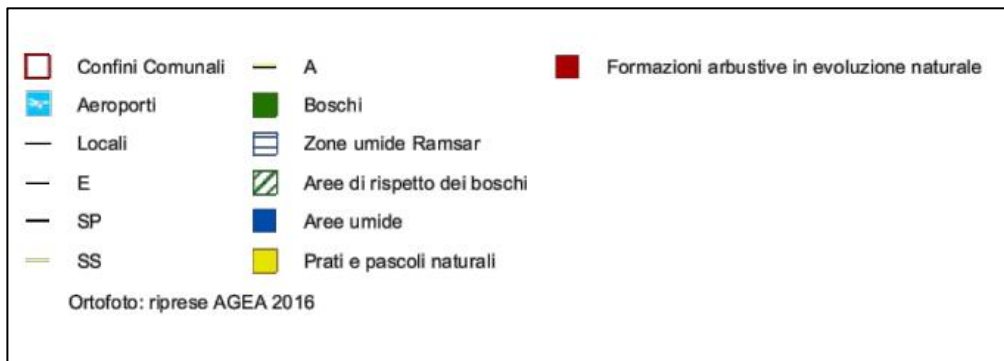 Confini Comunali
Aeroporti
Locali
E
SP
SS
A
Boschi
Zone umide Ramsar
Aree di rispetto dei boschi
Aree umide
Prati e pascoli naturali
Formazioni arbustive in evoluzione naturale
Ortofoto: riprese AGEA 2016